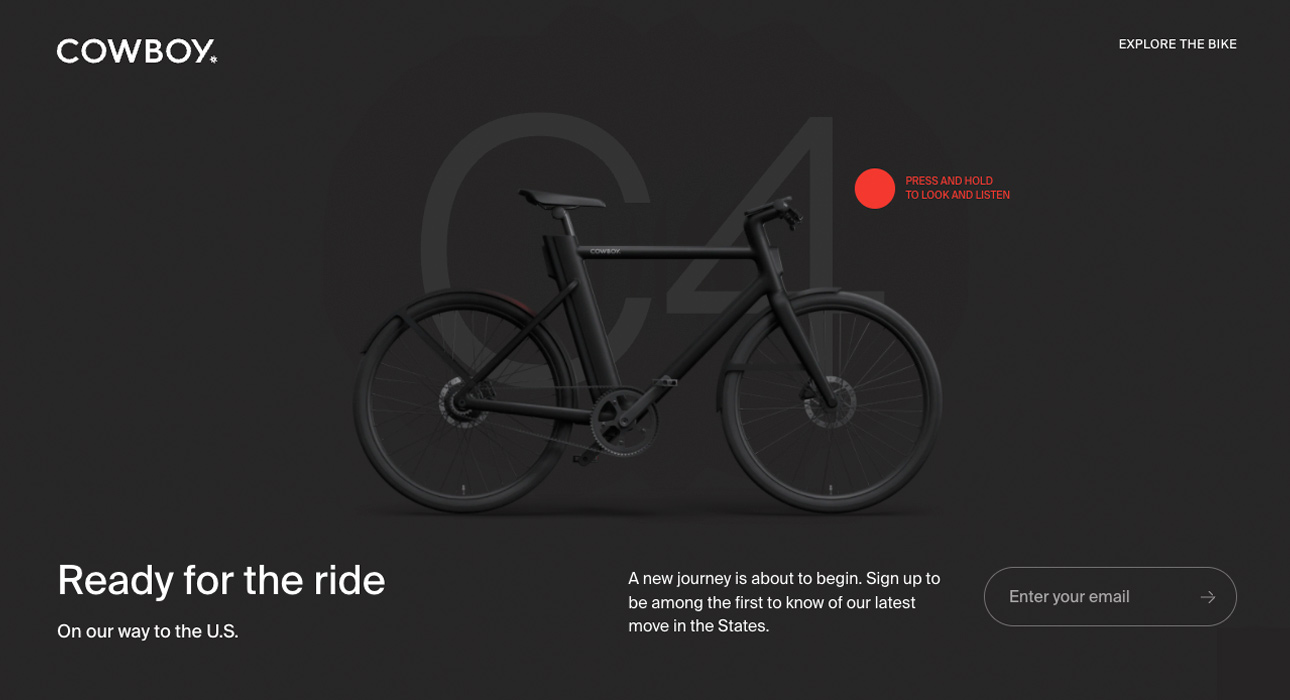 COWBOY
EXPLORE THE BIKE
C4
PRESS AND HOLD
TO LOOK AND LISTEN
COWBOY
Ready for the ride
On our way to the U.S.
A new journey is about to begin. Sign up to
be among the first to know of our latest
move in the States.
Enter your email